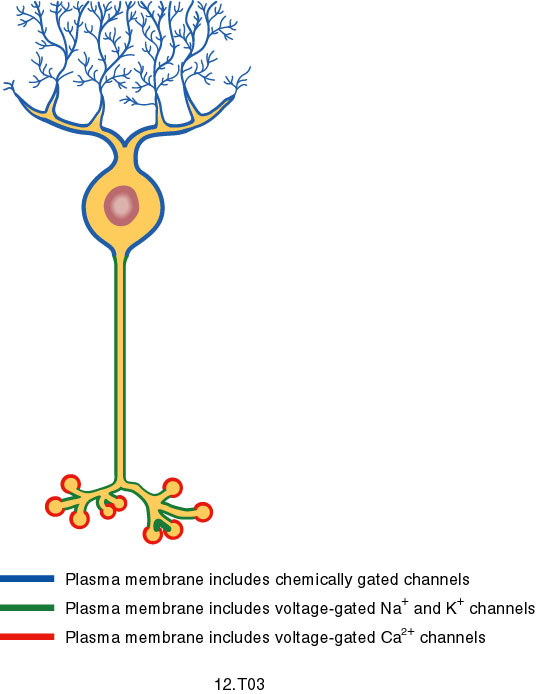 Plasma membrane includes chemically gated channels
Plasma membrane includes voltage-gated Na⁺ and K⁺ channels
Plasma membrane includes voltage-gated Ca²⁺ channels
12.T03